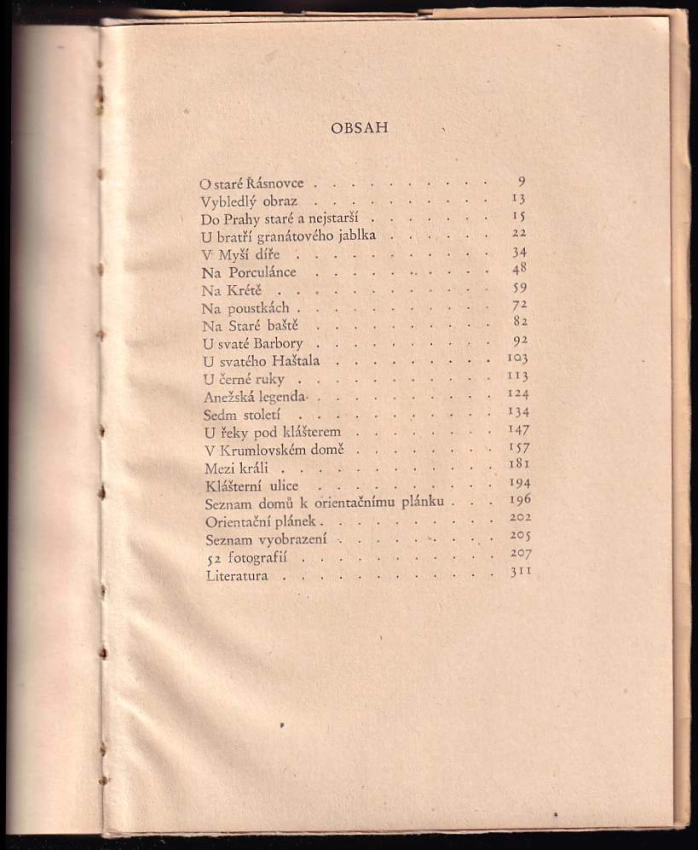 OBSAH
O staré Řásnovce . . . . . . . . . . 9
Vybledlý obraz . . . . . . . . . . 13
Do Prahy staré a nejstarší . . . . . . . 15
U bratří granátového jablka . . . . . . 22
V Myší díře . . . . . . . . . . . 34
Na Porculánce . . . . . . . . . . 48
Na Krétě . . . . . . . . . . . . 59
Na poustkách . . . . . . . . . . . 72
Na Staré baště . . . . . . . . . . 82
U svaté Barbory . . . . . . . . . . 92
U svatého Haštala . . . . . . . . . 103
U černé ruky . . . . . . . . . . . 113
Anežská legenda . . . . . . . . . . 124
Sedm století . . . . . . . . . . . 134
U řeky pod klášterem . . . . . . . . 147
V Krumlovském domě . . . . . . . . 157
Mezi králi . . . . . . . . . . . . 181
Klášterní ulice . . . . . . . . . . 194
Seznam domů k orientačnímu plánku . . . 196
Orientační plánek . . . . . . . . . . 202
Seznam vyobrazení . . . . . . . . . 205
52 fotografií . . . . . . . . . . . 207
Literatura . . . . . . . . . . . . 311